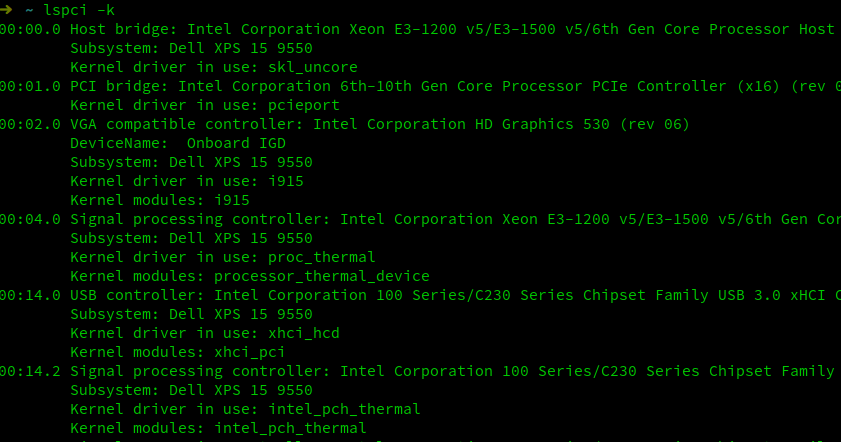 ➜ ~ lspci -k
00:00.0 Host bridge: Intel Corporation Xeon E3-1200 v5/E3-1500 v5/6th Gen Core Processor Host
Subsystem: Dell XPS 15 9550
Kernel driver in use: skl_uncore
00:01.0 PCI bridge: Intel Corporation 6th-10th Gen Core Processor PCIe Controller (x16) (rev 0
Kernel driver in use: pcieport
00:02.0 VGA compatible controller: Intel Corporation HD Graphics 530 (rev 06)
DeviceName: Onboard IGD
Subsystem: Dell XPS 15 9550
Kernel driver in use: i915
Kernel modules: i915
00:04.0 Signal processing controller: Intel Corporation Xeon E3-1200 v5/E3-1500 v5/6th Gen Cor
Subsystem: Dell XPS 15 9550
Kernel driver in use: proc_thermal
Kernel modules: processor_thermal_device
00:14.0 USB controller: Intel Corporation 100 Series/C230 Series Chipset Family USB 3.0 xHCI C
Subsystem: Dell XPS 15 9550
Kernel driver in use: xhci_hcd
Kernel modules: xhci_pci
00:14.2 Signal processing controller: Intel Corporation 100 Series/C230 Series Chipset Family
Subsystem: Dell XPS 15 9550
Kernel driver in use: intel_pch_thermal
Kernel modules: intel_pch_thermal